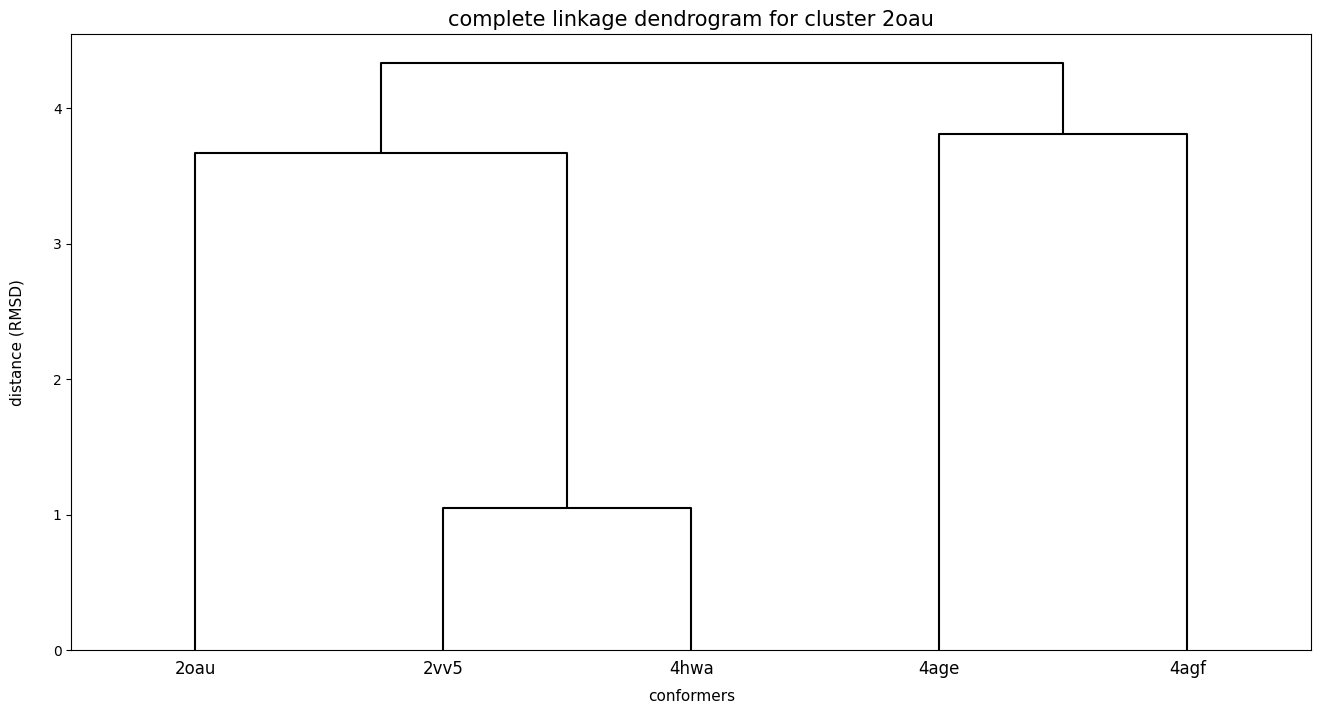 complete linkage dendrogram for cluster 2oau
distance (RMSD)
4
3
2
1
0
2oau 2vv5 4hwa 4age 4agf
conformers